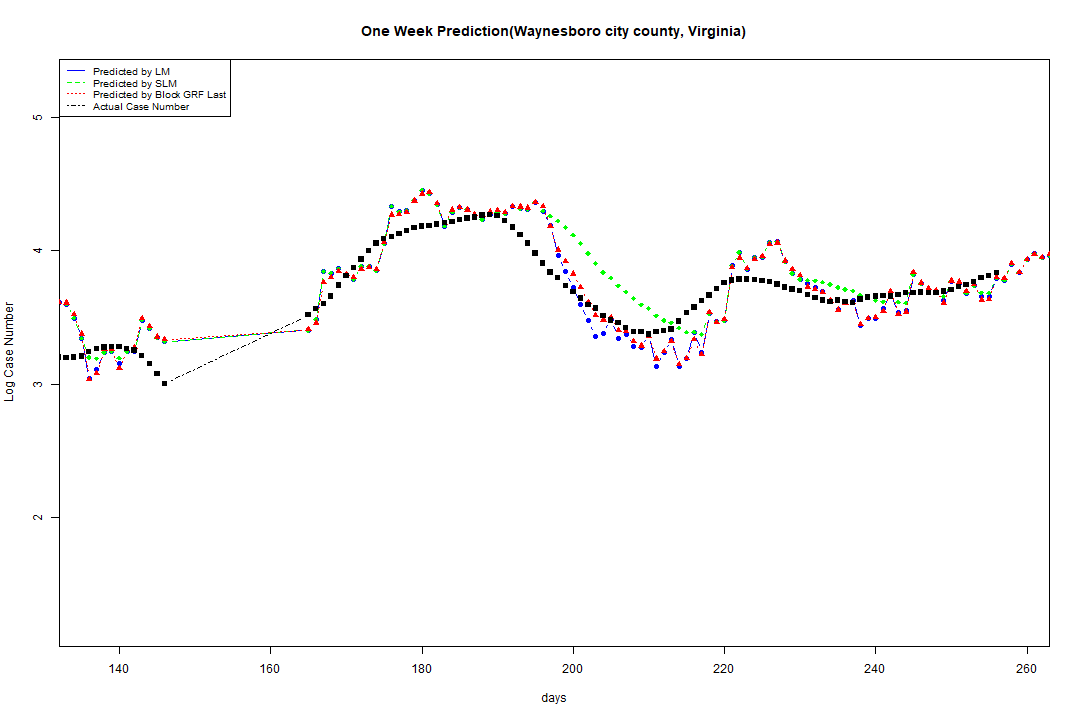 One Week Prediction(Waynesboro city county, Virginia)
Predicted by LM
Predicted by SLM
Predicted by Block GRF Last
Actual Case Number
5
4
3
2
Log Case Number
140 160 180 200 220 240 260
days